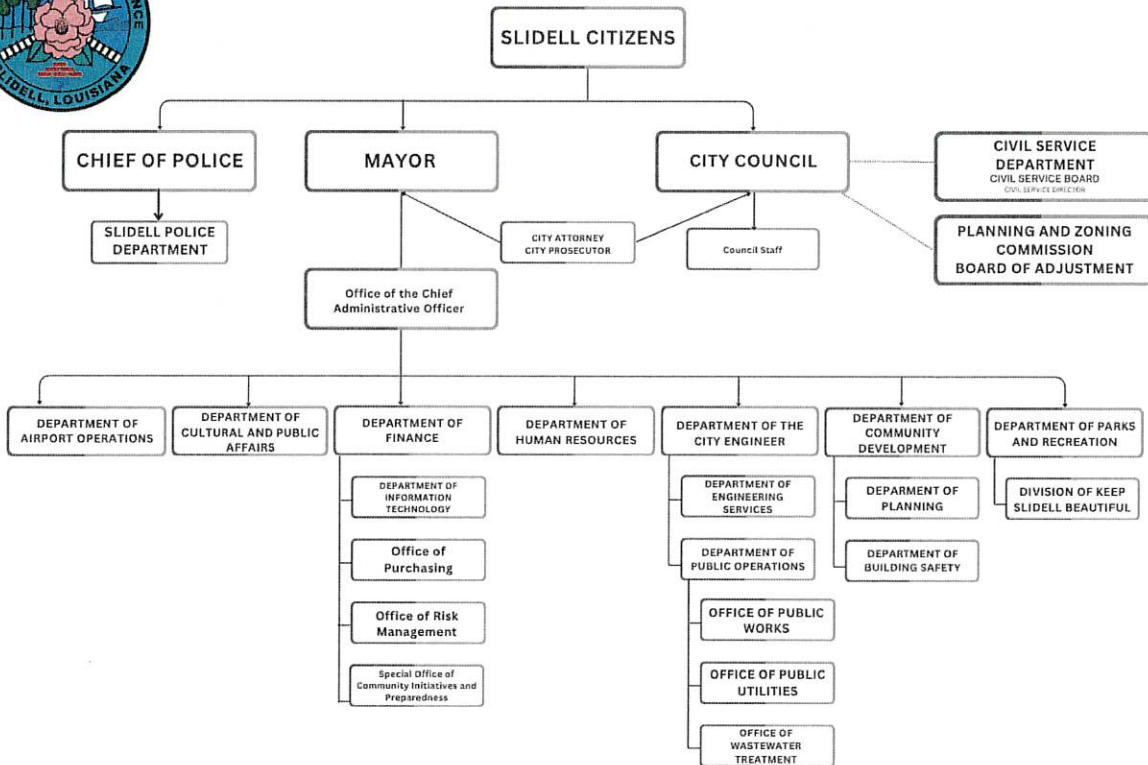 NCE
SLIDELL, LOUISIANA
SLIDELL CITIZENS
CHIEF OF POLICE
MAYOR
CITY COUNCIL
CIVIL SERVICE
DEPARTMENT
CIVIL SERVICE BOARD
CIVIL SERVICE DIRECTOR
SLIDELL POLICE
DEPARTMENT
CITY ATTORNEY
CITY PROSECUTOR
Council Staff
PLANNING AND ZONING
COMMISSION
BOARD OF ADJUSTMENT
Office of the Chief
Administrative Officer
DEPARTMENT OF
AIRPORT OPERATIONS
DEPARTMENT OF
CULTURAL AND PUBLIC
AFFAIRS
DEPARTMENT OF
FINANCE
DEPARTMENT OF
HUMAN RESOURCES
DEPARTMENT OF THE
CITY ENGINEER
DEPARTMENT OF
COMMUNITY
DEVELOPMENT
DEPARTMENT OF PARKS
AND RECREATION
DEPARTMENT OF
INFORMATION
TECHNOLOGY
Office of
Purchasing
Office of Risk
Management
Special Office of
Community Initiatives and
Preparedness
DEPARTMENT OF
ENGINEERING
SERVICES
DEPARTMENT OF
PUBLIC OPERATIONS
OFFICE OF PUBLIC
WORKS
OFFICE OF PUBLIC
UTILITIES
OFFICE OF
WASTEWATER
TREATMENT
DEPARMENT OF
PLANNING
DEPARTMENT OF
BUILDING SAFETY
DIVISION OF KEEP
SLIDELL BEAUTIFUL